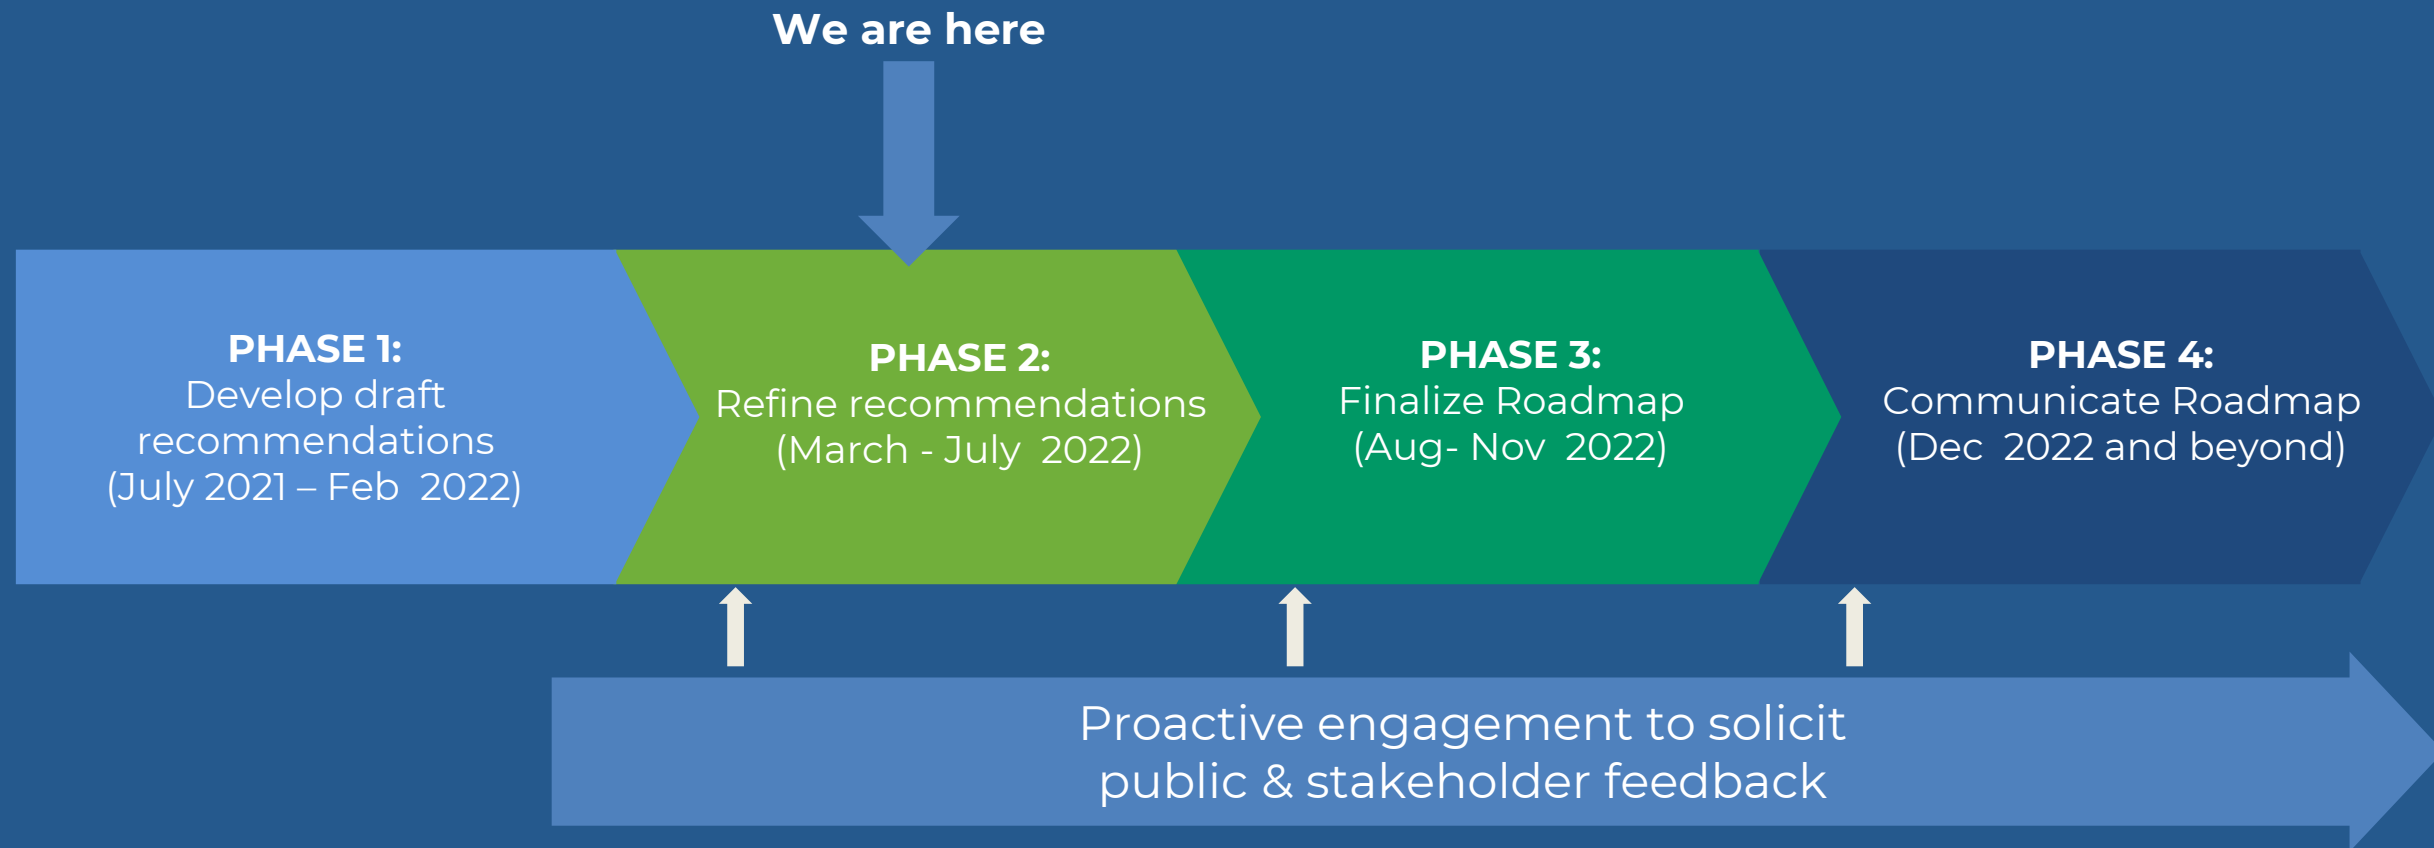 We are here
PHASE 1:
Develop draft
recommendations
(July 2021 – Feb  2022)
PHASE 2:
Refine recommendations
(March - July  2022)
PHASE 3:
Finalize Roadmap
(Aug- Nov  2022)
PHASE 4:
Communicate Roadmap
(Dec  2022 and beyond)
Proactive engagement to solicit
public & stakeholder feedback